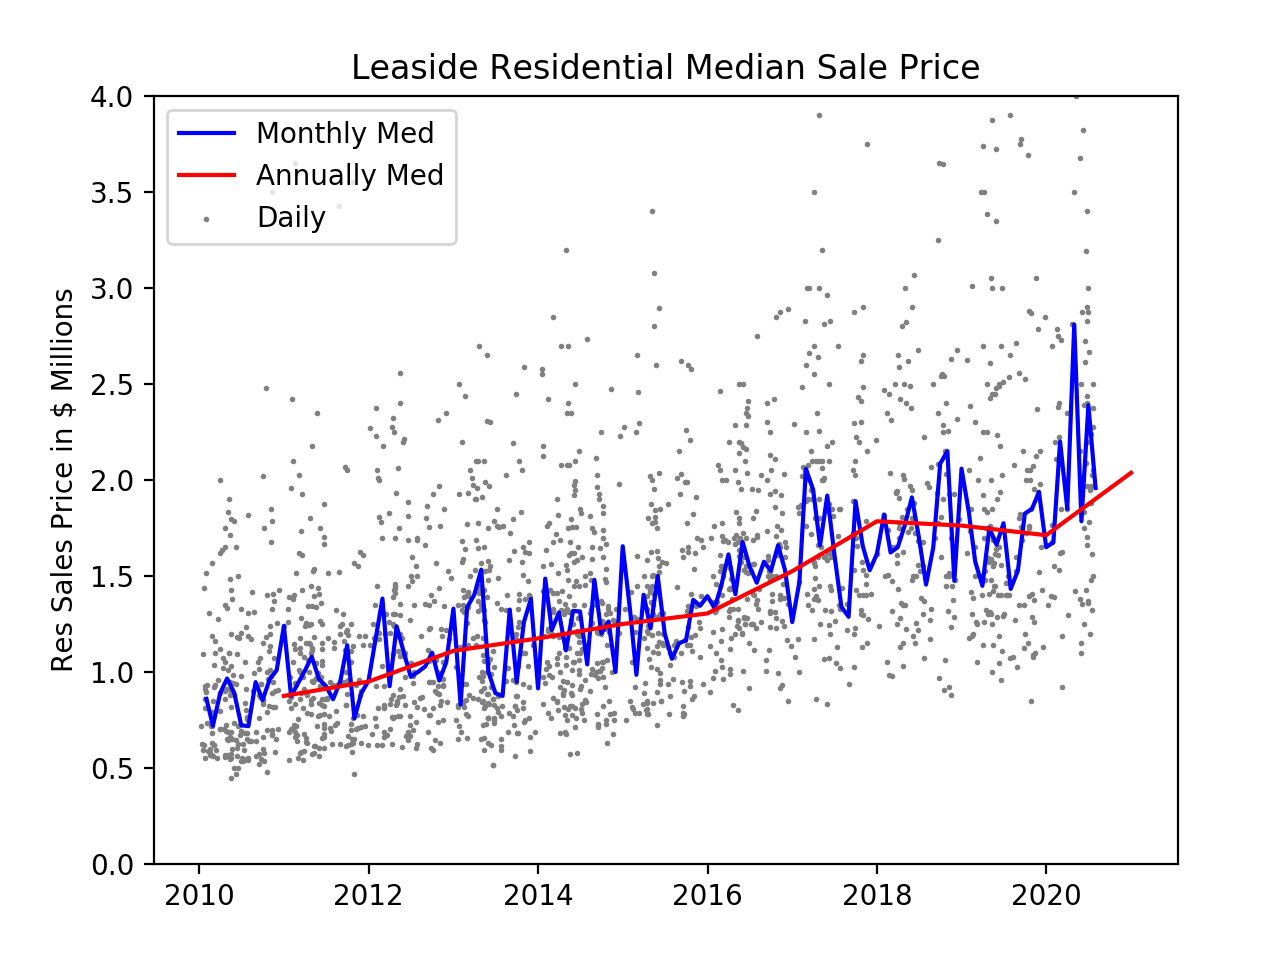 Leaside Residential Median Sale Price
Monthly Med
Annually Med
Daily
Res Sales Price in $ Millions
4.0
3.5
3.0
2.5
2.0
1.5
1.0
0.5
0.0
2010 2012 2014 2016 2018 2020